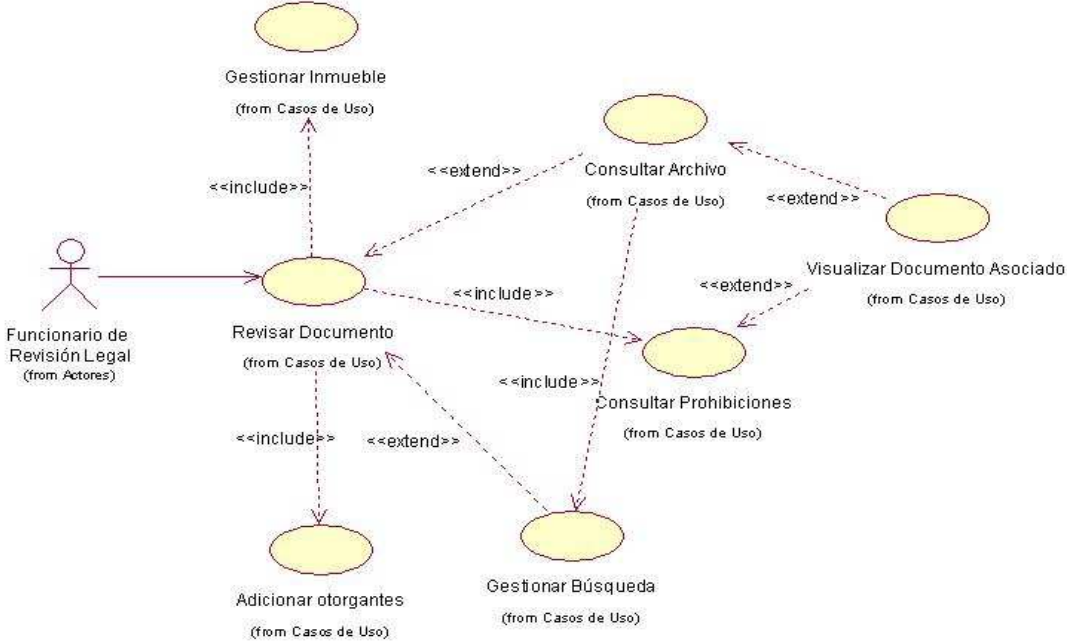 Gestionar Inmueble
(from Casos de Uso)
<<include>>
<<extend>>
Consultar Archivo
(from Casos de Uso)
<<extend>>
Visualizar Documento Asociado
(from Casos de Uso)
<<extend>>
<<include>>
Funcionario de
Revisión Legal
(from Actores)
Revisar Documento
(from Casos de Uso)
<<include>>
Consultar Prohibiciones
(from Casos de Uso)
<<include>>
<<extend>>
Adicionar otorgantes
(from Casos de Uso)
Gestionar Búsqueda
(from Casos de Uso)